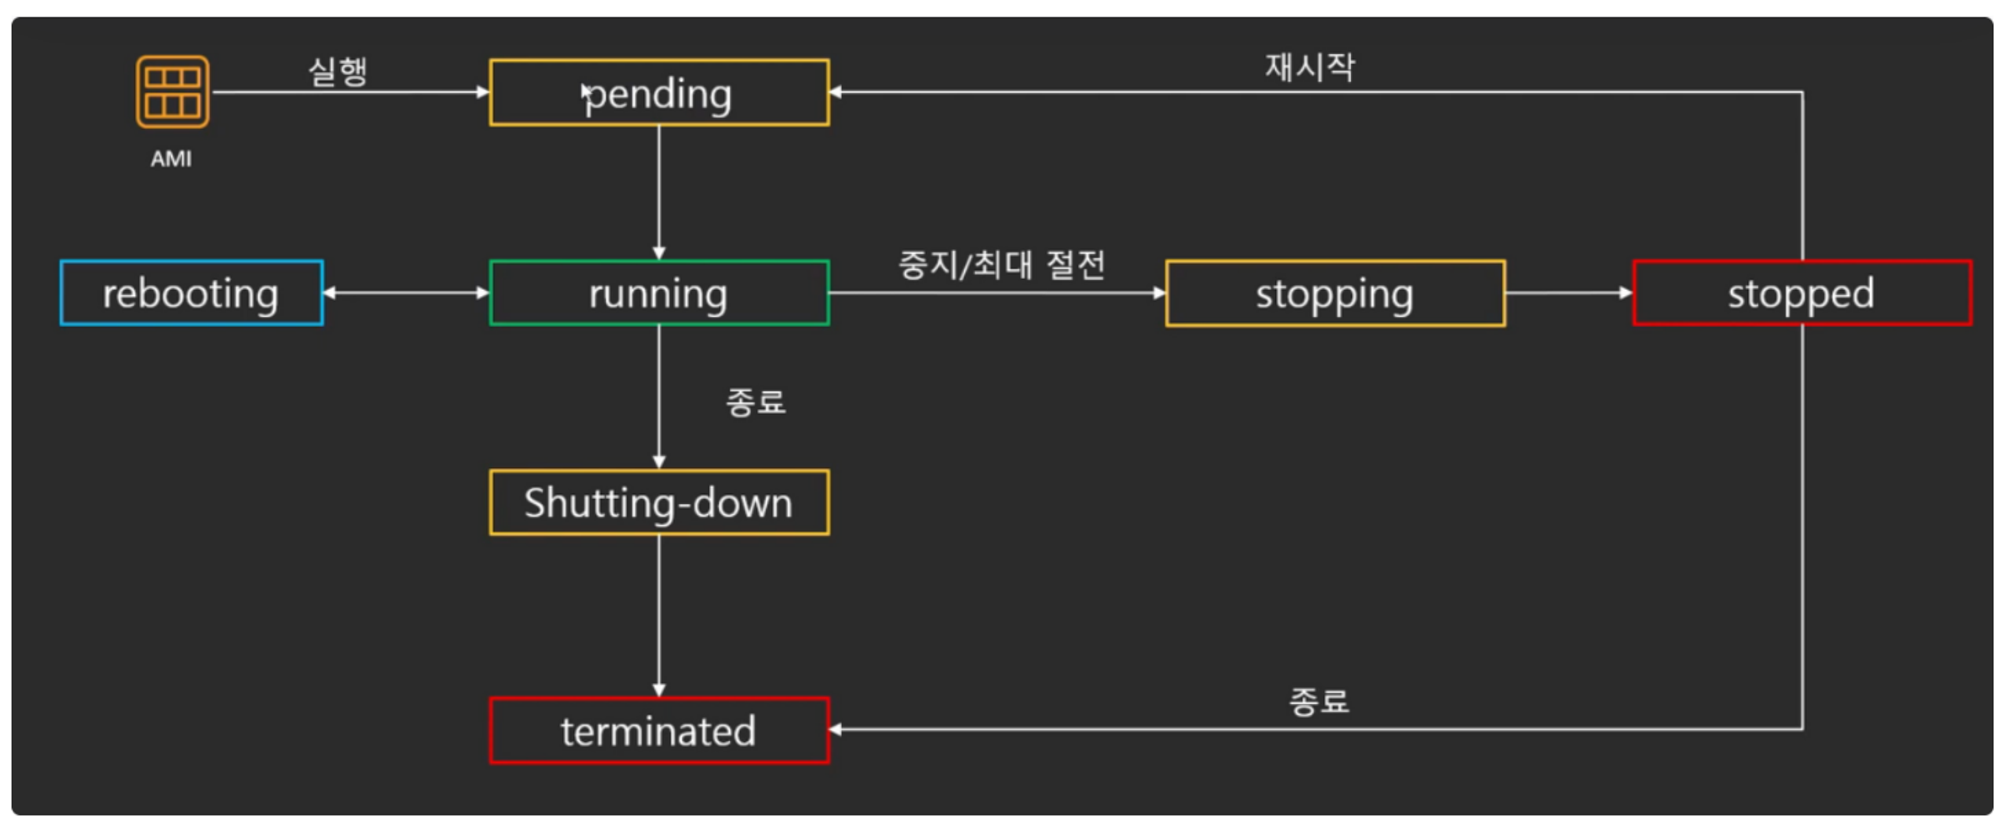 실행
pending
재시작
AMI
rebooting
running
중지/최대 절전
stopping
stopped
종료
Shutting-down
terminated
종료